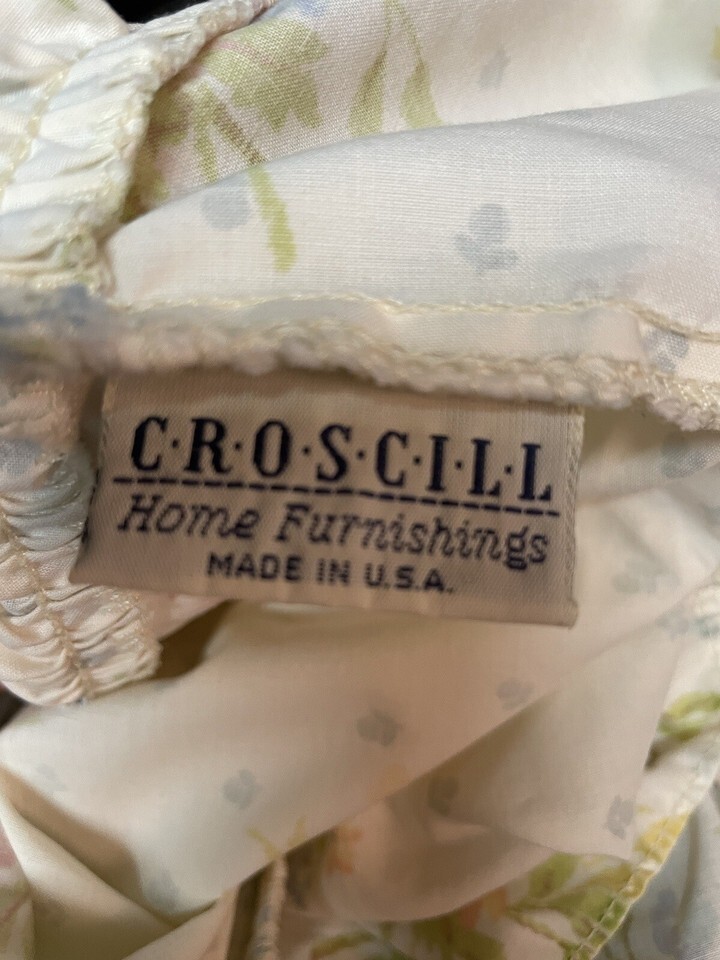 C·R·O·S·C·I·L·L
Home Furnishings
MADE IN U.S.A.